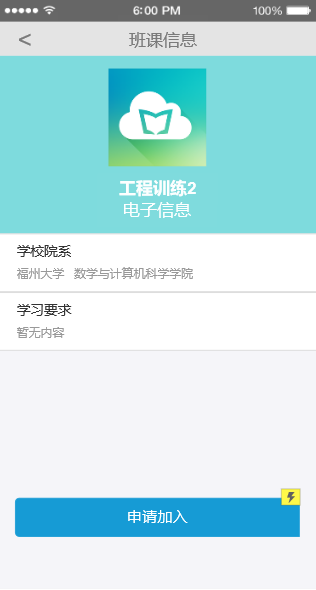 6:00 PM
100%
<
班课信息
工程训练2
电子信息
学校院系
福州大学 数学与计算机科学学院
学习要求
暂无内容
申请加入